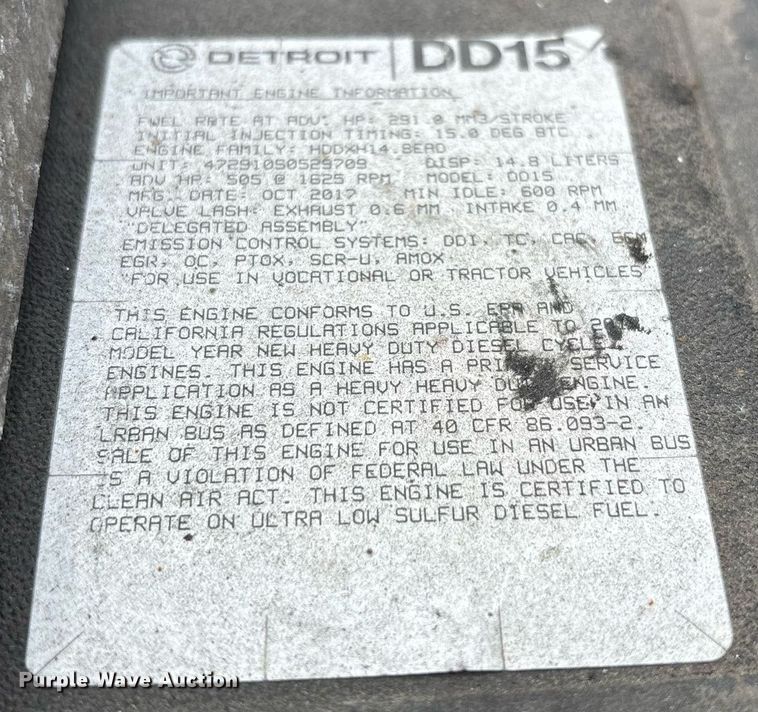 DETROIT DD15
IMPORTANT ENGINE INFORMATION
FUEL RATE AT ADV. HP: 291.0 MM3/STROKE
INITIAL INJECTION TIMING: 15.0 DEG BTC
ENGINE FAMILY: HDDXH14.8EAD
UNIT: 472910S0529709 DISP: 14.8 LITERS
ADV HP: 505 @ 1625 RPM MODEL: DD15
MFG. DATE: OCT 2017 MIN IDLE: 600 RPM
VALVE LASH: EXHAUST 0.6 MM INTAKE 0.4 MM
"DELEGATED ASSEMBLY"
EMISSION CONTROL SYSTEMS: DDI, TC, CAC,
EGR, OC, PTOX, SCR-U, AMOX
"FOR USE IN VOCATIONAL OR TRACTOR VEHICLES"
THIS ENGINE CONFORMS TO U.S. EPA AND
CALIFORNIA REGULATIONS APPLICABLE TO
MODEL YEAR NEW HEAVY DUTY DIESEL CYCLE
ENGINES. THIS ENGINE HAS A SERVICE
APPLICATION AS A HEAVY HEAVY DUTY ENGINE.
THIS ENGINE IS NOT CERTIFIED FOR USE IN AN
URBAN BUS AS DEFINED AT 40 CFR 86.093-2.
SALE OF THIS ENGINE FOR USE IN AN URBAN BUS
IS A VIOLATION OF FEDERAL LAW UNDER THE
CLEAN AIR ACT. THIS ENGINE IS CERTIFIED TO
OPERATE ON ULTRA LOW SULFUR DIESEL FUEL.
Purple Wave Auction